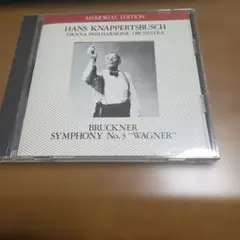 MEMORIAL EDITION
HANS KNAPPERTSBUSCH
VIENNA PHILHARMONIC ORCHESTRA
BRUCKNER
SYMPHONY No. 3 "WAGNER"